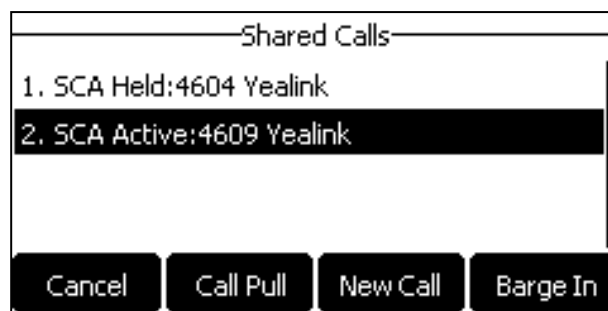 Shared Calls
1. SCA Held:4604 Yealink
2. SCA Active:4609 Yealink
Cancel Call Pull New Call Barge In